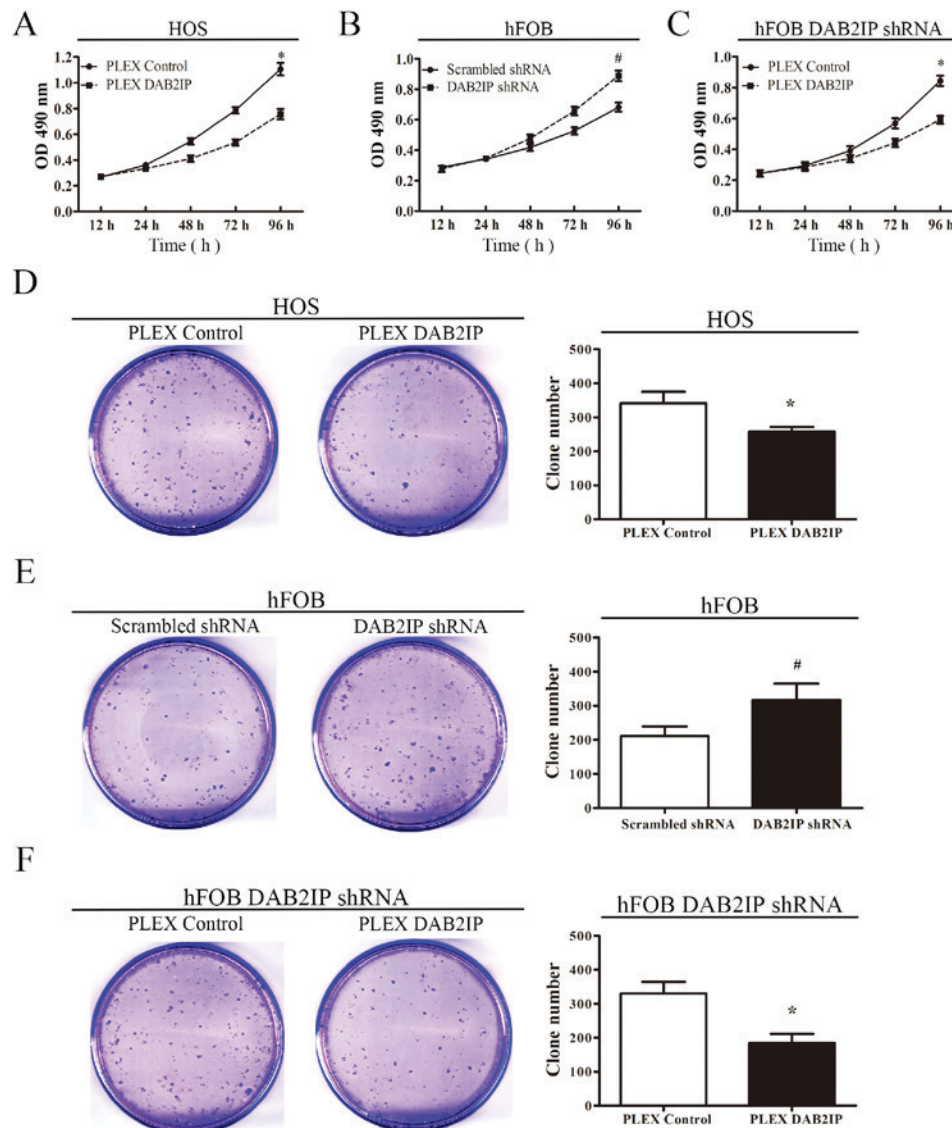 A
HOS
PLEX Control
PLEX DAB2IP
*
OD 490 nm
1.2
1.0
0.8
0.6
0.4
0.2
0.0
12 h 24 h 48 h 72 h 96 h
Time ( h )
B
hFOB
Scrambled shRNA
DAB2IP shRNA
#
OD 490 nm
1.0
0.8
0.6
0.4
0.2
0.0
12 h 24 h 48 h 72 h 96 h
Time ( h )
C
hFOB DAB2IP shRNA
PLEX Control
PLEX DAB2IP
*
OD 490 nm
1.0
0.8
0.6
0.4
0.2
0.0
12 h 24 h 48 h 72 h 96 h
Time ( h )
D
HOS
PLEX Control PLEX DAB2IP
HOS
Clone number
500
400
300
200
100
0
*
PLEX Control PLEX DAB2IP
E
hFOB
Scrambled shRNA DAB2IP shRNA
hFOB
Clone number
500
400
300
200
100
0
#
Scrambled shRNA DAB2IP shRNA
F
hFOB DAB2IP shRNA
PLEX Control PLEX DAB2IP
hFOB DAB2IP shRNA
Clone number
500
400
300
200
100
0
*
PLEX Control PLEX DAB2IP